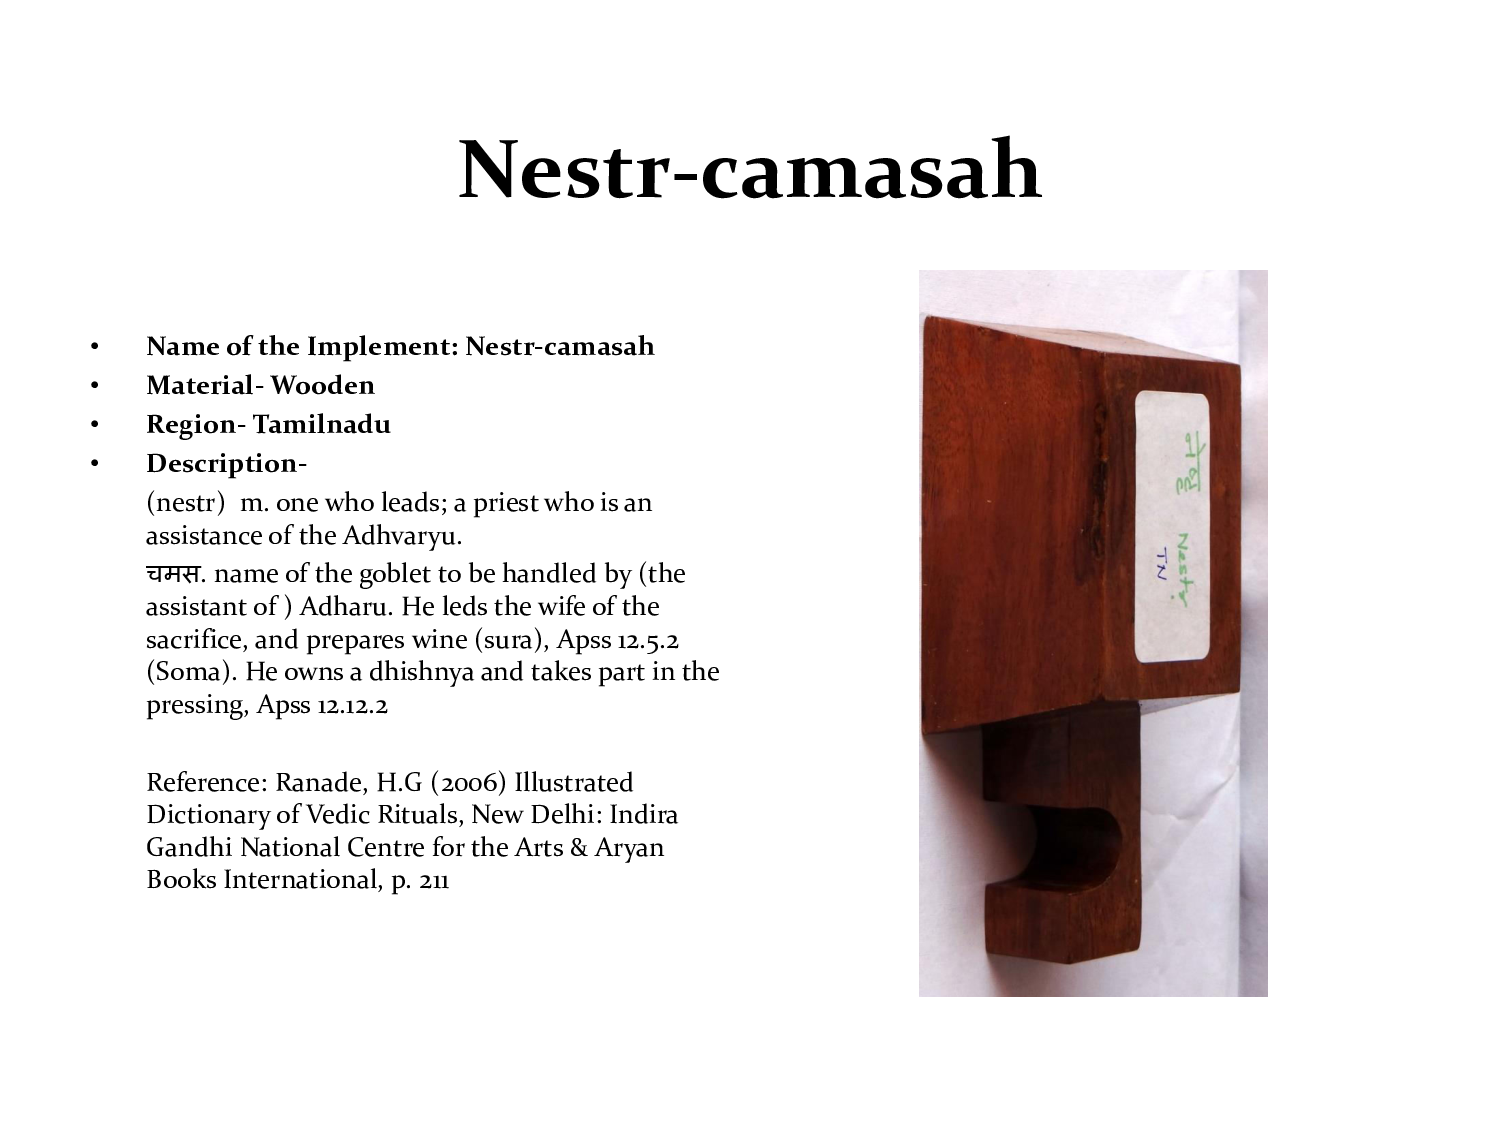 Nestr-camasah
• Name of the Implement: Nestr-camasah
• Material- Wooden
• Region- Tamilnadu
• Description-
(nestr) m. one who leads; a priest who is an
assistance of the Adhvaryu.
चमस. name of the goblet to be handled by (the
assistant of ) Adharu. He leds the wife of the
sacrifice, and prepares wine (sura), Apss 12.5.2
(Soma). He owns a dhishnya and takes part in the
pressing, Apss 12.12.2
Reference: Ranade, H.G (2006) Illustrated
Dictionary of Vedic Rituals, New Delhi: Indira
Gandhi National Centre for the Arts & Aryan
Books International, p. 211
Nestr
TN